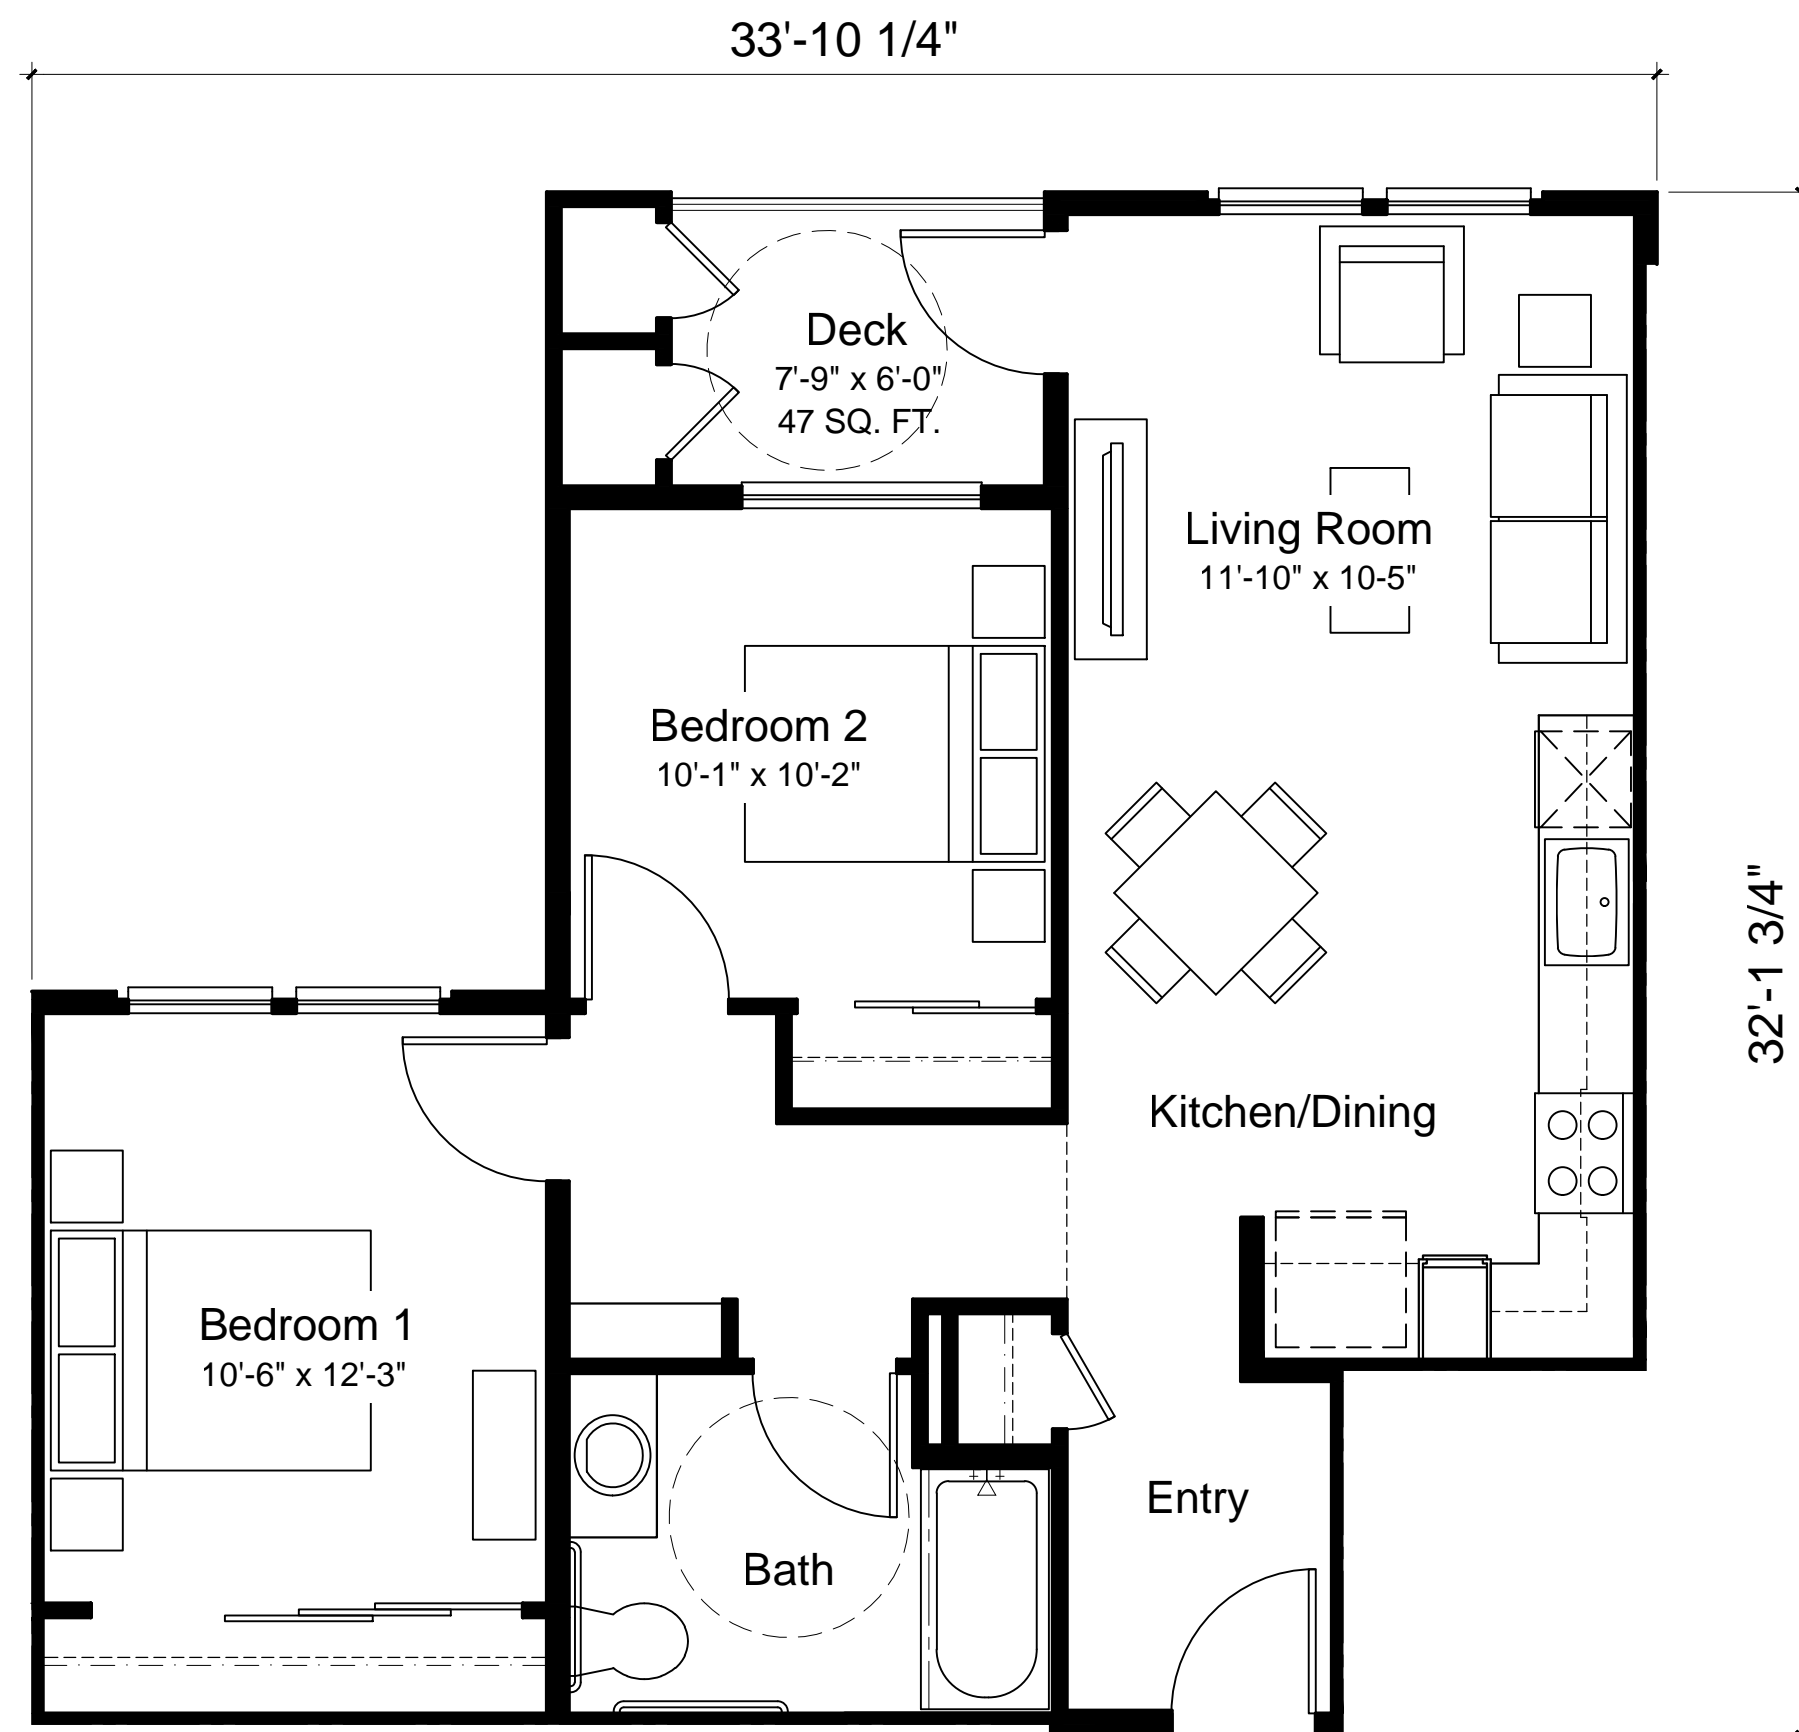 33'-10 1/4"
Deck
7'-9" x 6'-0"
47 SQ. FT.
Living Room
11'-10" x 10-5"
Bedroom 2
10'-1" x 10'-2"
32'-1 3/4"
Kitchen/Dining
Bedroom 1
10'-6" x 12'-3"
Entry
Bath